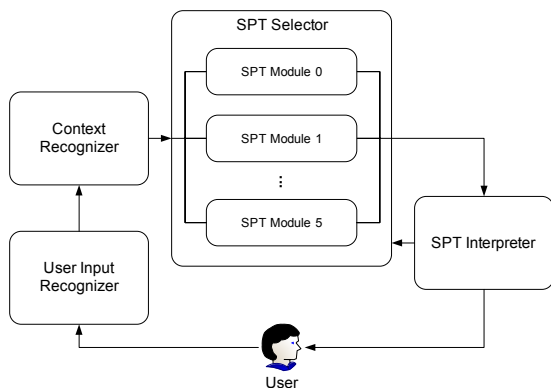 SPT Selector
SPT Module 0
Context
Recognizer
SPT Module 1
...
SPT Module 5
SPT Interpreter
User Input
Recognizer
User